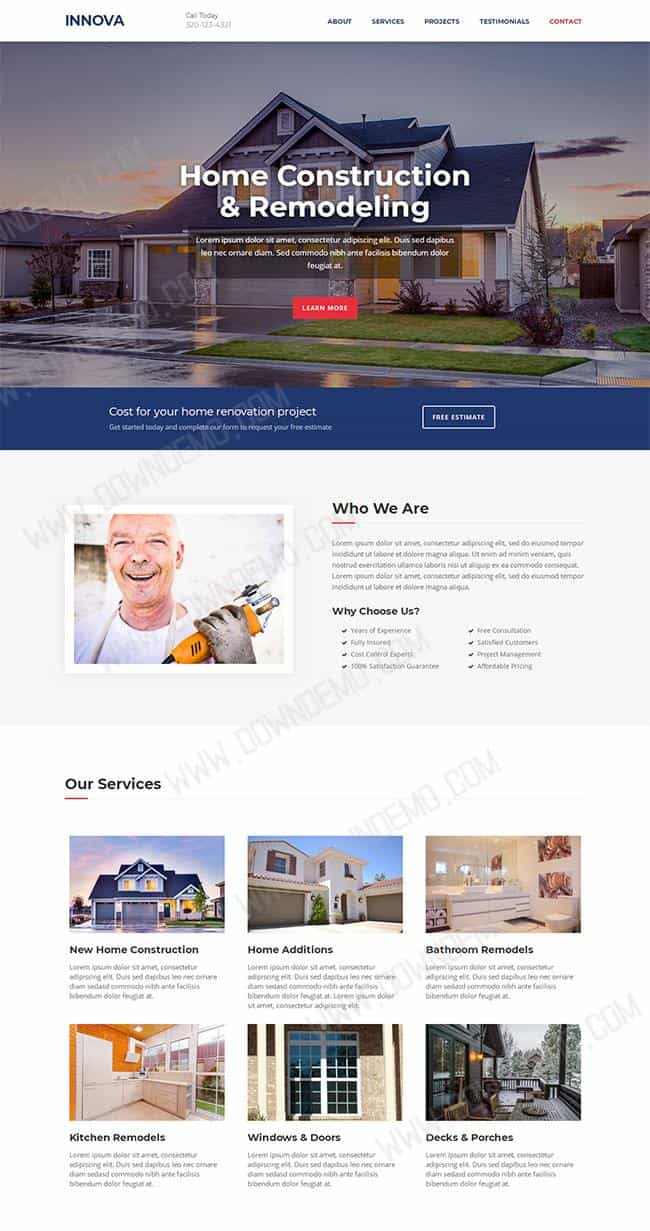 INNOVA
Call Today
320-123-4321
ABOUT SERVICES PROJECTS TESTIMONIALS CONTACT
Home Construction
& Remodeling
Lorem ipsum dolor sit amet, consectetur adipiscing elit. Duis sed dapibus
leo nec ornare diam. Sed commodo nibh ante facilisis bibendum dolor
feugiat at.
LEARN MORE
Cost for your home renovation project
Get started today and complete our form to request your free estimate
FREE ESTIMATE
Who We Are
Lorem ipsum dolor sit amet, consectetur adipiscing elit, sed do eiusmod tempor
incididunt ut labore et dolore magna aliqua. Ut enim ad minim veniam, quis
nostrud exercitation ullamco laboris nisi ut aliquip ex ea commodo consequat.
Lorem ipsum dolor sit amet, consectetur adipiscing elit, sed do eiusmod tempor
incididunt ut labore et dolore magna aliqua.
Why Choose Us?
Years of Experience
Fully Insured
Cost Control Experts
100% Satisfaction Guarantee
Free Consultation
Satisfied Customers
Project Management
Affordable Pricing
Our Services
New Home Construction
Lorem ipsum dolor sit amet, consectetur
adipiscing elit. Duis sed dapibus leo nec ornare
diam sed commodo nibh ante facilisis
bibendum dolor feugiat at.
Home Additions
Lorem ipsum dolor sit amet, consectetur
adipiscing elit. Duis sed dapibus leo nec ornare
diam sed commodo nibh ante facilisis
bibendum dolor feugiat at. Lorem ipsum dolor
sit amet, consectetur adipiscing elit.
Bathroom Remodels
Lorem ipsum dolor sit amet, consectetur
adipiscing elit. Duis sed dapibus leo nec ornare
diam sed commodo nibh ante facilisis
bibendum dolor feugiat at.
Kitchen Remodels
Lorem ipsum dolor sit amet, consectetur
adipiscing elit. Duis sed dapibus leo nec ornare
diam sed commodo nibh ante facilisis
bibendum dolor feugiat at.
Windows & Doors
Lorem ipsum dolor sit amet, consectetur
adipiscing elit. Duis sed dapibus leo nec ornare
diam sed commodo nibh ante facilisis
bibendum dolor feugiat at.
Decks & Porches
Lorem ipsum dolor sit amet, consectetur
adipiscing elit. Duis sed dapibus leo nec ornare
diam sed commodo nibh ante facilisis
bibendum dolor feugiat at.
WWW.DOWNDEMO.COM